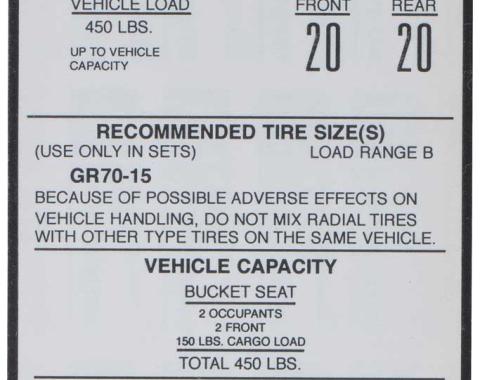 VEHICLE LOAD FRONT REAR
450 LBS. 20 20
UP TO VEHICLE
CAPACITY
RECOMMENDED TIRE SIZE(S)
(USE ONLY IN SETS) LOAD RANGE B
GR70-15
BECAUSE OF POSSIBLE ADVERSE EFFECTS ON
VEHICLE HANDLING, DO NOT MIX RADIAL TIRES
WITH OTHER TYPE TIRES ON THE SAME VEHICLE.
VEHICLE CAPACITY
BUCKET SEAT
2 OCCUPANTS
2 FRONT
150 LBS. CARGO LOAD
TOTAL 450 LBS.